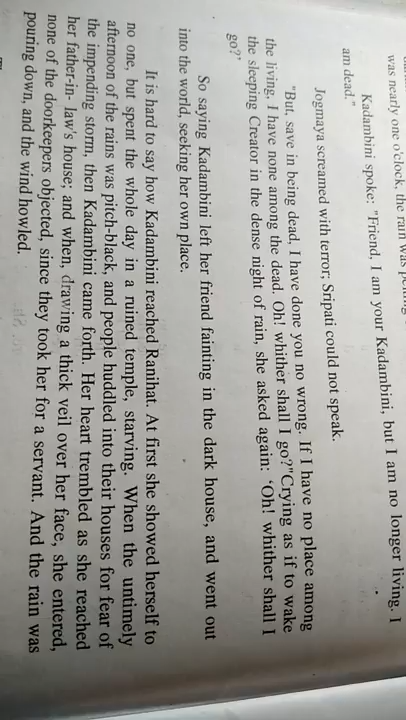 was nearly one o'clock, the rain was
Kadambini spoke: "Friend, I am your Kadambini, but I am no longer living. I
am dead."
Jogmaya screamed with terror. Sripati could not speak.
"But, save in being dead, I have done you no wrong. If I have no place among
the living, I have none among the dead. Oh! whither shall I go?"Crying as if to wake
the sleeping Creator in the dense night of rain, she asked again: 'Oh! whither shall I
go?'
So saying Kadambini left her friend fainting in the dark house, and went out
into the world, seeking her own place.
It is hard to say how Kadambini reached Ranihat. At first she showed herself to
no one, but spent the whole day in a ruined temple, starving. When the untimely
afternoon of the rains was pitch-black, and people huddled into their houses for fear of
the impending storm, then Kadambini came forth. Her heart trembled as she reached
her father-in- law's house; and when, drawing a thick veil over her face, she entered,
none of the doorkeepers objected, since they took her for a servant. And the rain was
pouring down, and the wind howled.